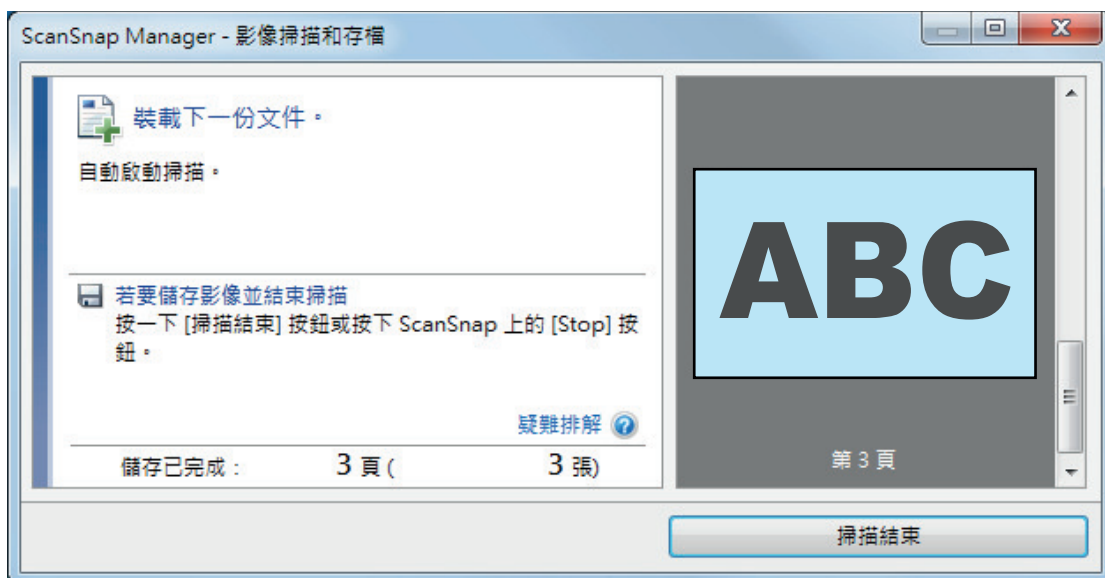 ScanSnap Manager - 影像掃描和存檔
裝載下一份文件。
自動啟動掃描。
若要儲存影像並結束掃描
按一下 [掃描結束] 按鈕或按下 ScanSnap 上的 [Stop] 按
鈕。
疑難排解
儲存已完成： 3 頁 ( 3 張)
ABC
第 3 頁
掃描結束